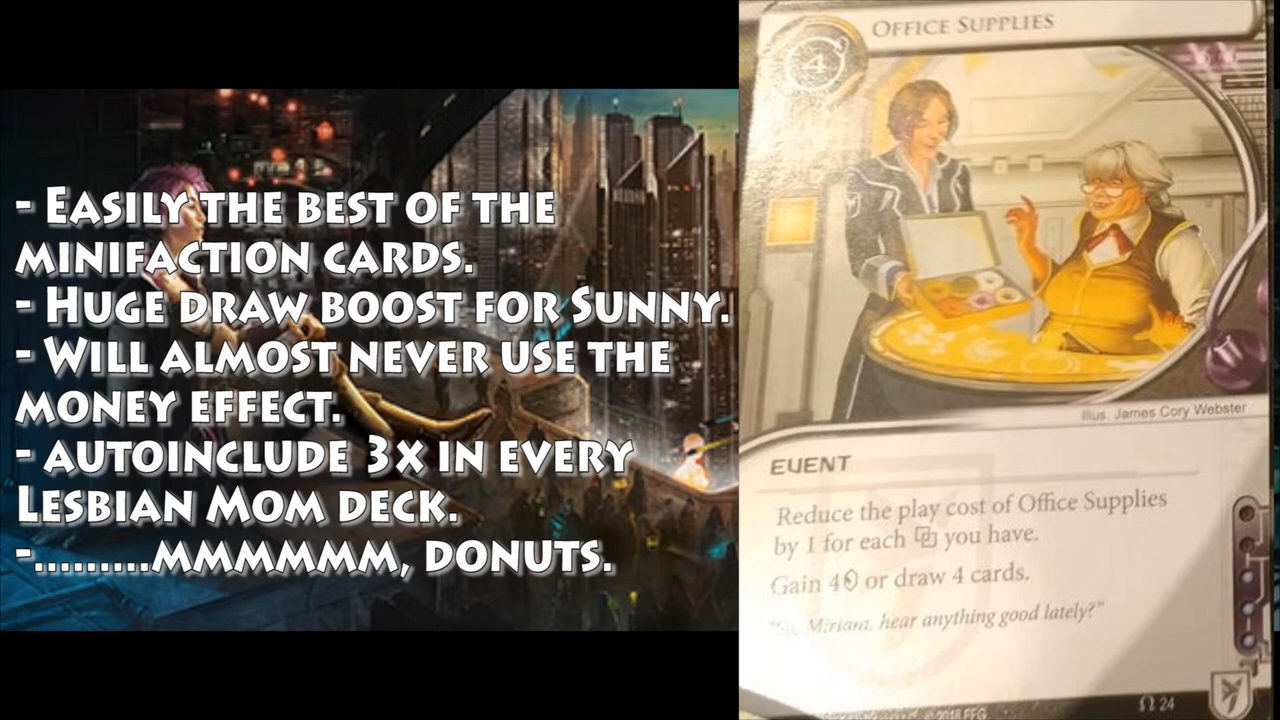 - Easily the best of the
minifaction cards.
- Huge draw boost for Sunny.
- Will almost never use the
money effect.
- autoinclude 3x in every
Lesbian Mom deck.
-.........mmmmmm, donuts.
Office Supplies
4
Illus. James Cory Webster
EVENT
Reduce the play cost of Office Supplies
by 1 for each you have.
Gain 4 or draw 4 cards.
Miriam, hear anything good lately?"
© 2018 FFG
Ω 24